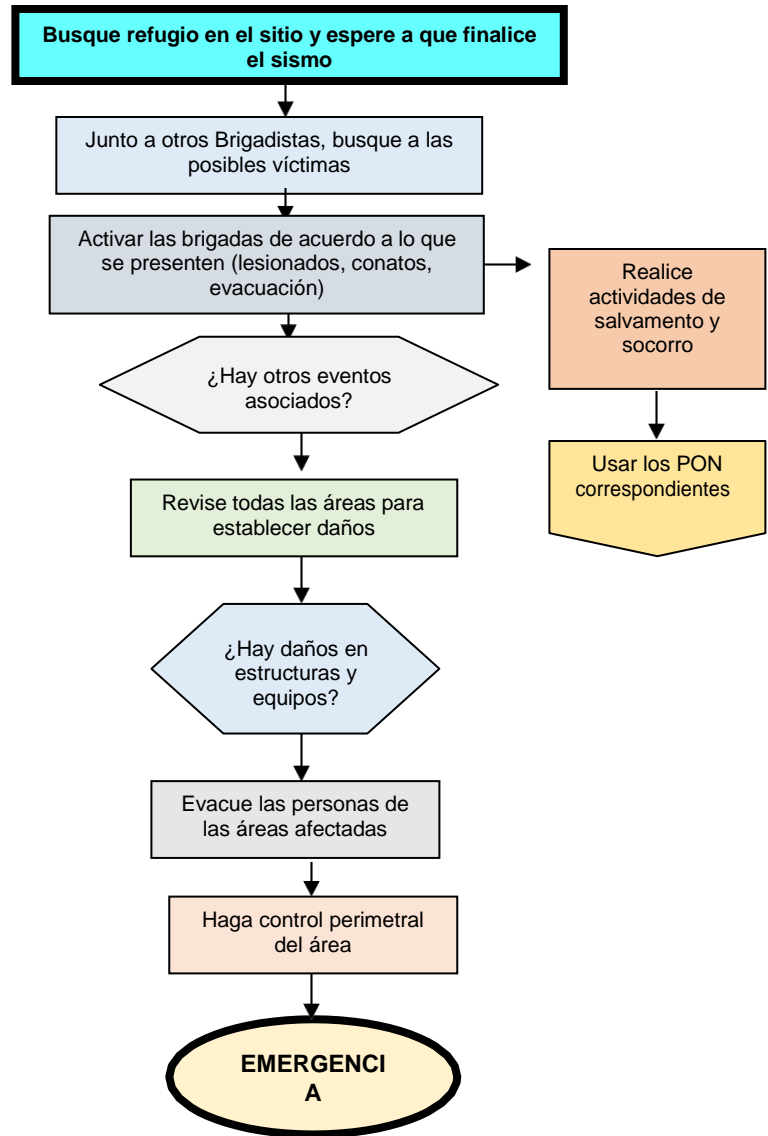 Busque refugio en el sitio y espere a que finalice
el sismo
Junto a otros Brigadistas, busque a las
posibles víctimas
Activar las brigadas de acuerdo a lo que
se presenten (lesionados, conatos,
evacuación)
Realice
actividades de
salvamento y
socorro
¿Hay otros eventos
asociados?
Usar los PON
correspondientes
Revise todas las áreas para
establecer daños
¿Hay daños en
estructuras y
equipos?
Evacue las personas de
las áreas afectadas
Haga control perimetral
del área
EMERGENCI
A